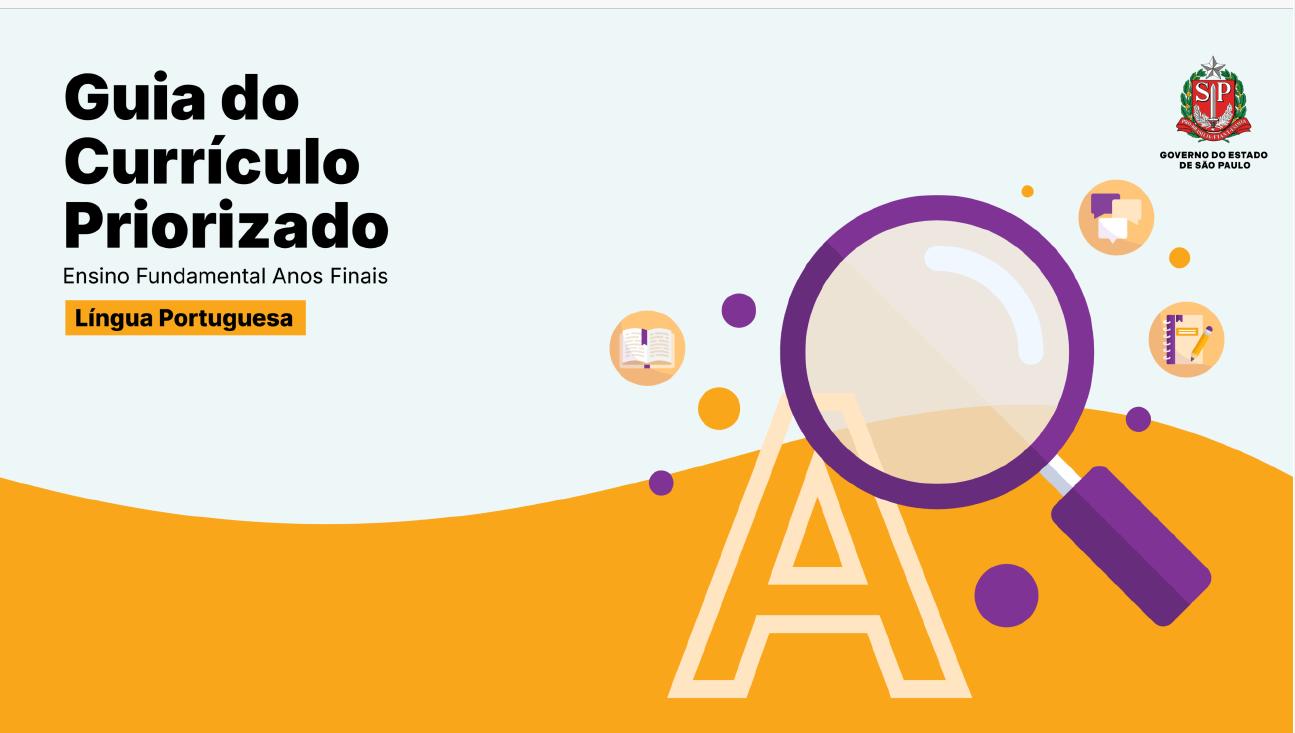 Guia do
Currículo
Priorizado
Ensino Fundamental Anos Finais
Língua Portuguesa
SP
GOVERNO DO ESTADO
DE SÃO PAULO
A